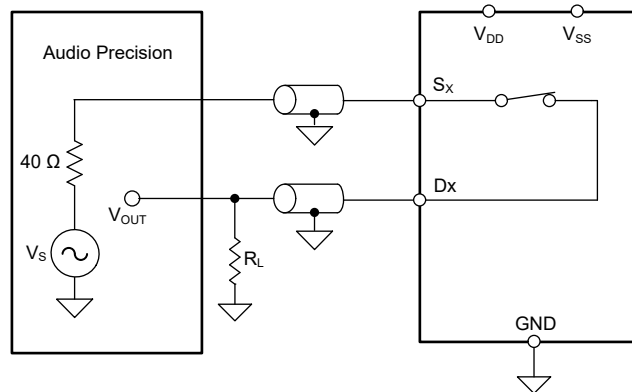 Audio Precision
V_DD
V_SS
S_X
40 Ω
V_OUT
Dx
V_S
R_L
GND